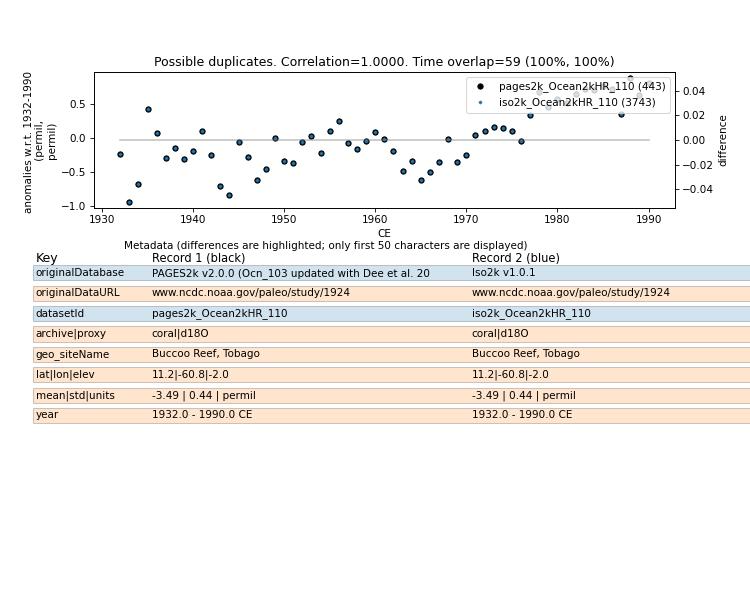 Possible duplicates. Correlation=1.0000. Time overlap=59 (100%, 100%)
anomalies w.r.t. 1932-1990
(permil,
permil)
0.5
0.0
−0.5
−1.0
pages2k_Ocean2kHR_110 (443)
iso2k_Ocean2kHR_110 (3743)
0.04
0.02
0.00
−0.02
−0.04
difference
1930 1940 1950 1960 1970 1980 1990
CE
Metadata (differences are highlighted; only first 50 characters are displayed)
Key Record 1 (black) Record 2 (blue)
originalDatabase PAGES2k v2.0.0 (Ocn_103 updated with Dee et al. 20 Iso2k v1.0.1
originalDataURL www.ncdc.noaa.gov/paleo/study/1924 www.ncdc.noaa.gov/paleo/study/1924
datasetId pages2k_Ocean2kHR_110 iso2k_Ocean2kHR_110
archive|proxy coral|d18O coral|d18O
geo_siteName Buccoo Reef, Tobago Buccoo Reef, Tobago
lat|lon|elev 11.2|-60.8|-2.0 11.2|-60.8|-2.0
mean|std|units -3.49 | 0.44 | permil -3.49 | 0.44 | permil
year 1932.0 - 1990.0 CE 1932.0 - 1990.0 CE